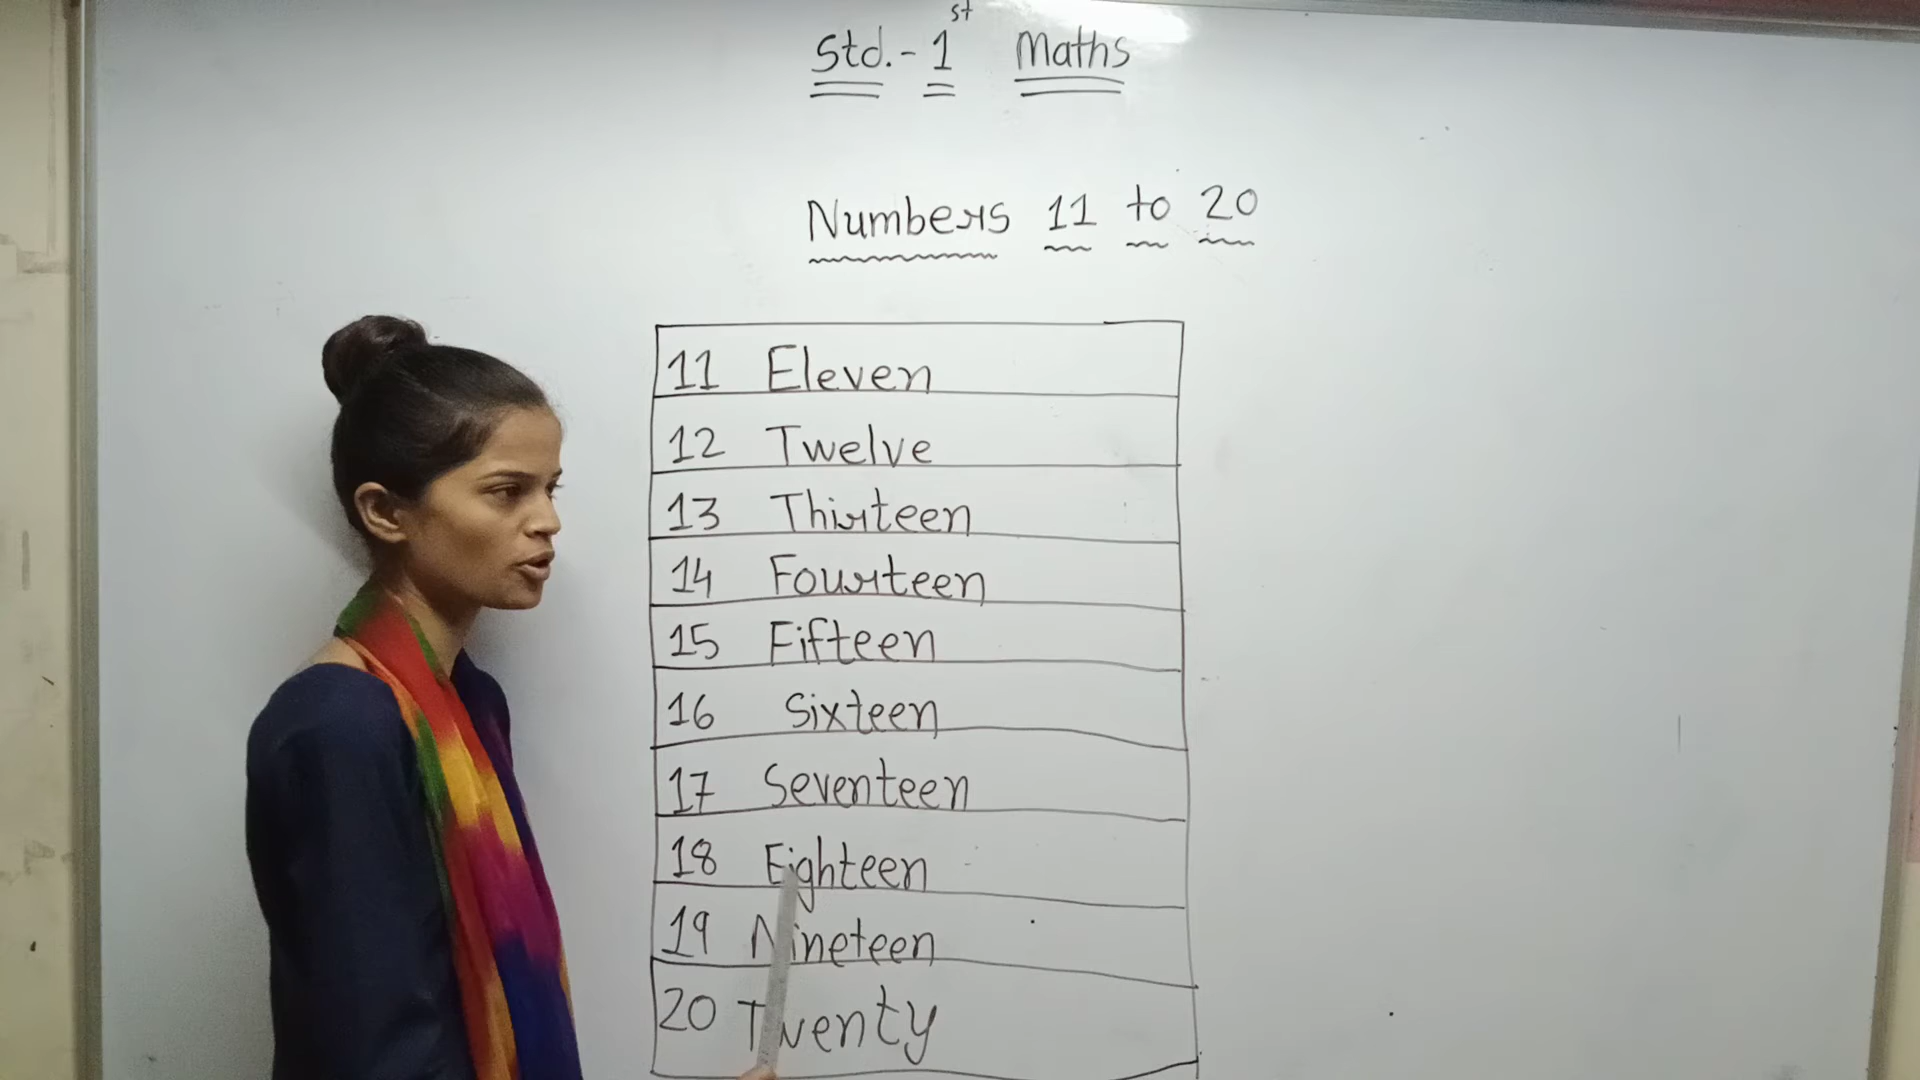 Std.- 1st Maths
Numbers 11 to 20
11 Eleven
12 Twelve
13 Thirteen
14 Fourteen
15 Fifteen
16 Sixteen
17 Seventeen
18 Eighteen
19 Nineteen
20 Twenty